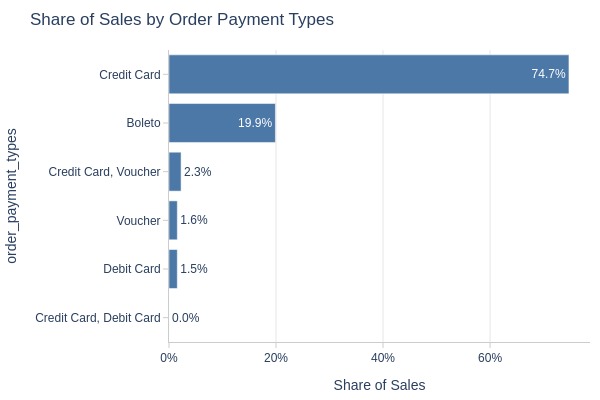 Share of Sales by Order Payment Types
order_payment_types
Credit Card 74.7%
Boleto 19.9%
Credit Card, Voucher 2.3%
Voucher 1.6%
Debit Card 1.5%
Credit Card, Debit Card 0.0%
0% 20% 40% 60%
Share of Sales